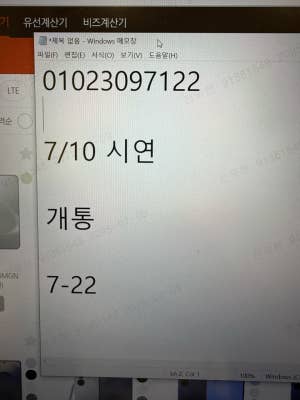 유선계산기 비즈계산기
*제목 없음 - Windows 메모장
파일(F) 편집(E) 서식(O) 보기(V) 도움말(H)
01023097122
LTE
7/10 시연
개통
7-22
100%